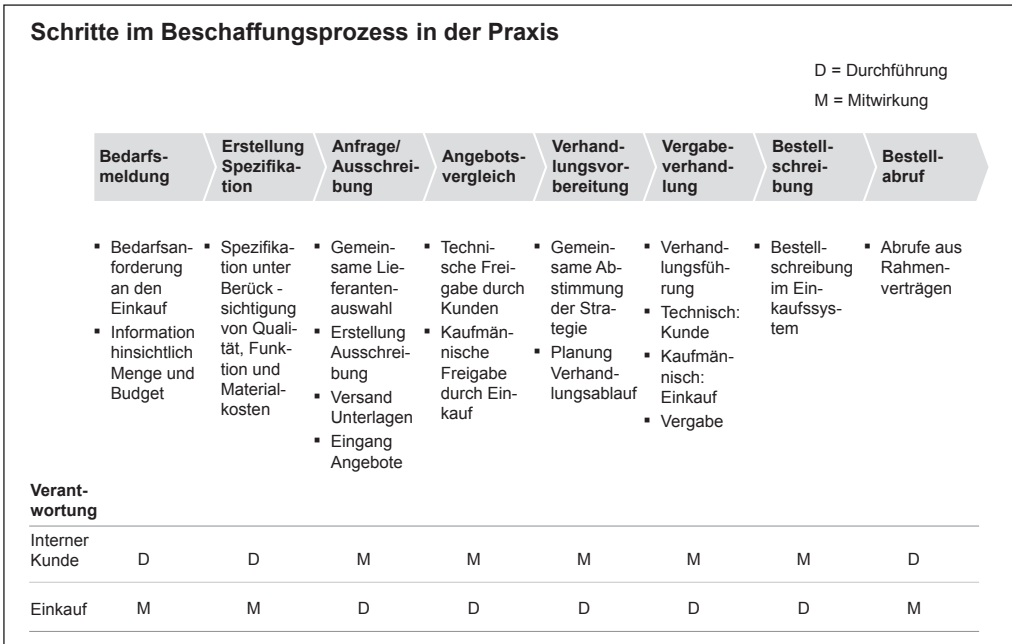 Schritte im Beschaffungsprozess in der Praxis
D = Durchführung
M = Mitwirkung
Bedarfs-
meldung
Erstellung
Spezifika-
tion
Anfrage/
Ausschrei-
bung
Angebots-
vergleich
Verhand-
lungsvor-
bereitung
Vergabe-
verhand-
lung
Bestell-
schrei-
bung
Bestell-
abruf
▪ Bedarfsan-
forderung
an den
Einkauf
▪ Information
hinsichtlich
Menge und
Budget
▪ Spezifika-
tion unter
Berück -
sichtigung
von Quali-
tät, Funk-
tion und
Material-
kosten
▪ Gemein-
same Lie-
feranten-
auswahl
▪ Erstellung
Ausschrei-
bung
▪ Versand
Unterlagen
▪ Eingang
Angebote
▪ Techni-
sche Frei-
gabe durch
Kunden
▪ Kaufmän-
nische
Freigabe
durch Ein-
kauf
▪ Gemein-
same Ab-
stimmung
der Stra-
tegie
▪ Planung
Verhand-
lungsablauf
▪ Verhand-
lungsfüh-
rung
▪ Technisch:
Kunde
▪ Kaufmän-
nisch:
Einkauf
▪ Vergabe
▪ Bestell-
schreibung
im Ein-
kaufssys-
tem
▪ Abrufe aus
Rahmen-
verträgen
Verant-
wortung
Interner
Kunde D D M M M M M D
Einkauf M M D D D D D M